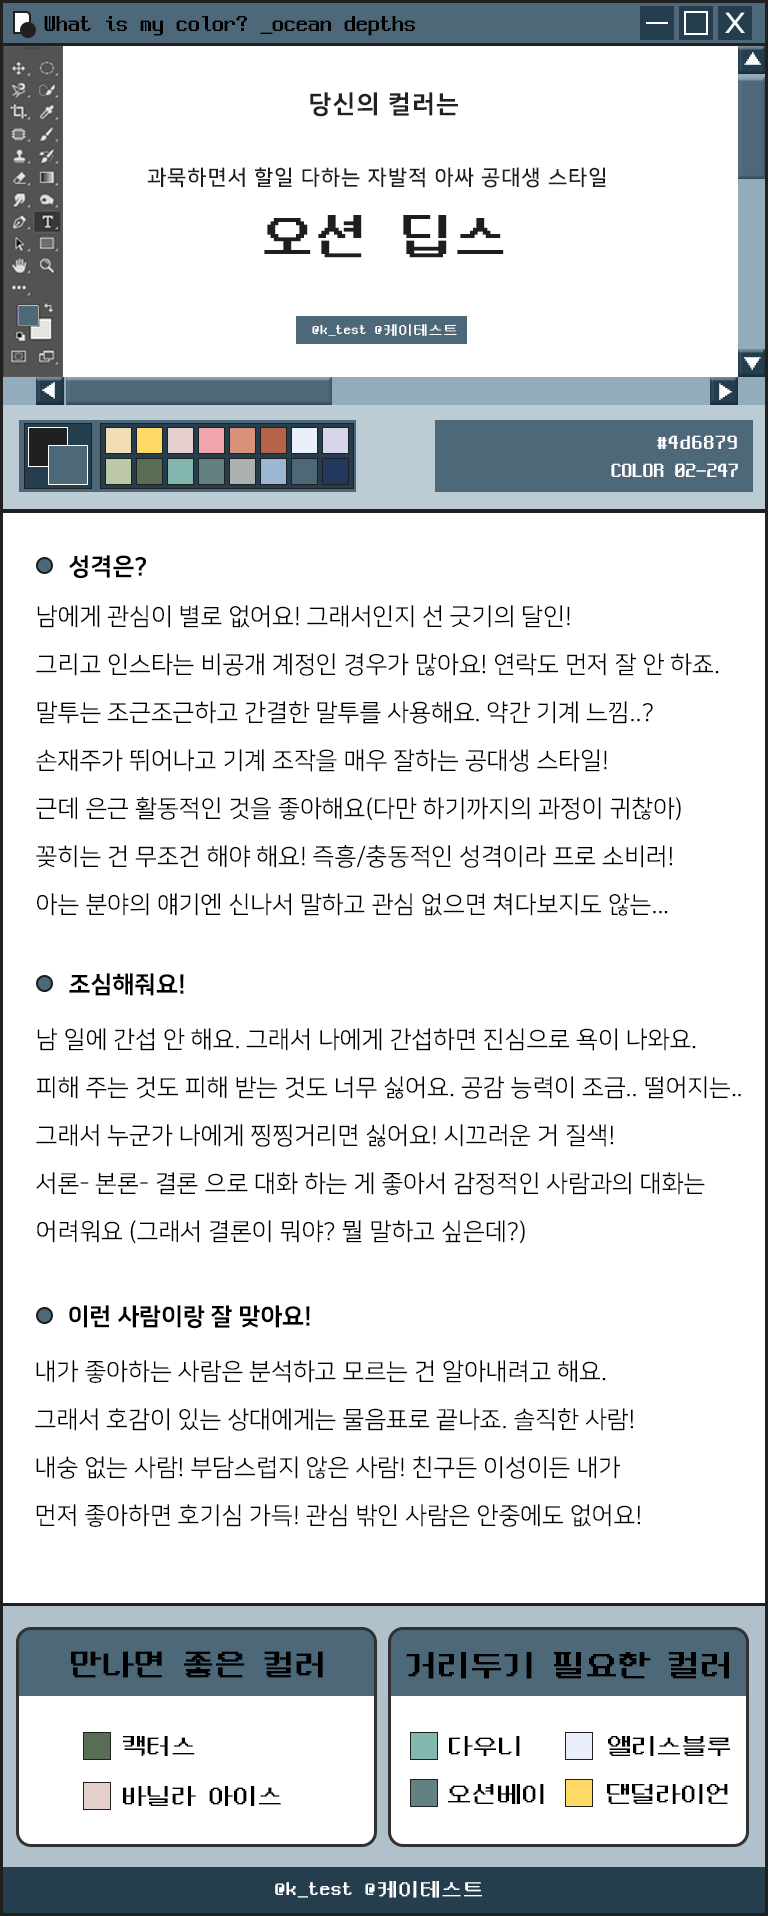 What is my color? _ocean depths
당신의 컬러는
과묵하면서 할일 다하는 자발적 아싸 공대생 스타일
오션 딥스
@k_test @케이테스트
#4d6879
COLOR 02-247
성격은?
남에게 관심이 별로 없어요! 그래서인지 선 긋기의 달인!
그리고 인스타는 비공개 계정인 경우가 많아요! 연락도 먼저 잘 안 하죠.
말투는 조근조근하고 간결한 말투를 사용해요. 약간 기계 느낌..?
손재주가 뛰어나고 기계 조작을 매우 잘하는 공대생 스타일!
근데 은근 활동적인 것을 좋아해요(다만 하기까지의 과정이 귀찮아)
꽂히는 건 무조건 해야 해요! 즉흥/충동적인 성격이라 프로 소비러!
아는 분야의 얘기엔 신나서 말하고 관심 없으면 쳐다보지도 않는...
조심해줘요!
남 일에 간섭 안 해요. 그래서 나에게 간섭하면 진심으로 욕이 나와요.
피해 주는 것도 피해 받는 것도 너무 싫어요. 공감 능력이 조금.. 떨어지는..
그래서 누군가 나에게 찡찡거리면 싫어요! 시끄러운 거 질색!
서론- 본론- 결론 으로 대화 하는 게 좋아서 감정적인 사람과의 대화는
어려워요 (그래서 결론이 뭐야? 뭘 말하고 싶은데?)
이런 사람이랑 잘 맞아요!
내가 좋아하는 사람은 분석하고 모르는 건 알아내려고 해요.
그래서 호감이 있는 상대에게는 물음표로 끝나죠. 솔직한 사람!
내숭 없는 사람! 부담스럽지 않은 사람! 친구든 이성이든 내가
먼저 좋아하면 호기심 가득! 관심 밖인 사람은 안중에도 없어요!
만나면 좋은 컬러
캑터스
바닐라 아이스
거리두기 필요한 컬러
다우니
앨리스블루
오션베이
댄덜라이언
@k_test @케이테스트